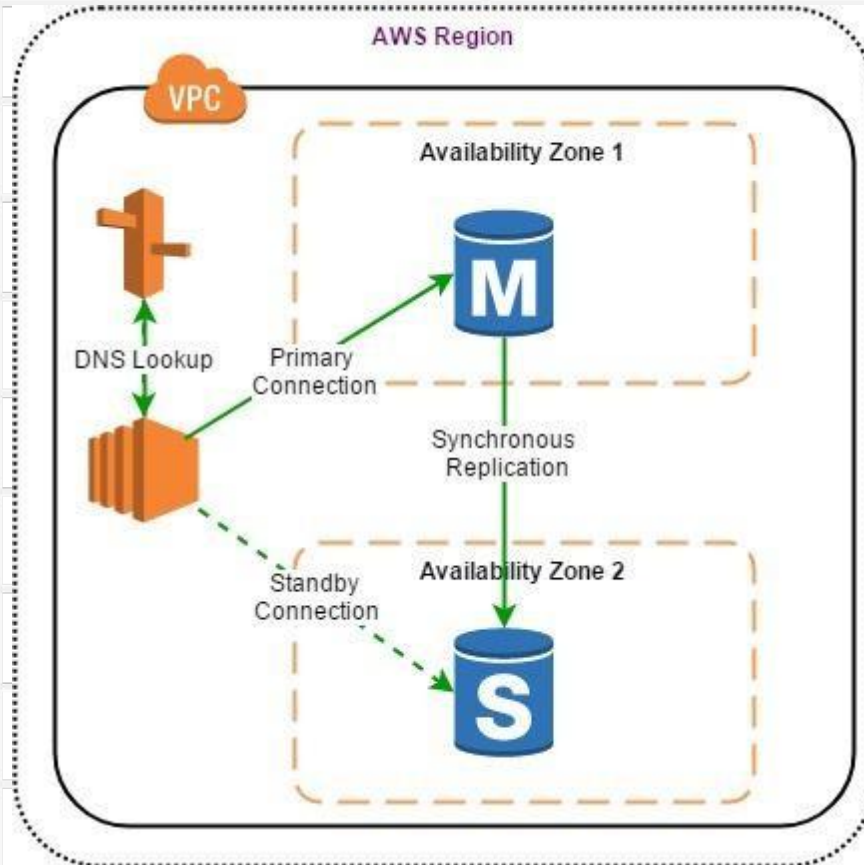 AWS Region
VPC
Availability Zone 1
M
DNS Lookup
Primary
Connection
Synchronous
Replication
Availability Zone 2
Standby
Connection
S